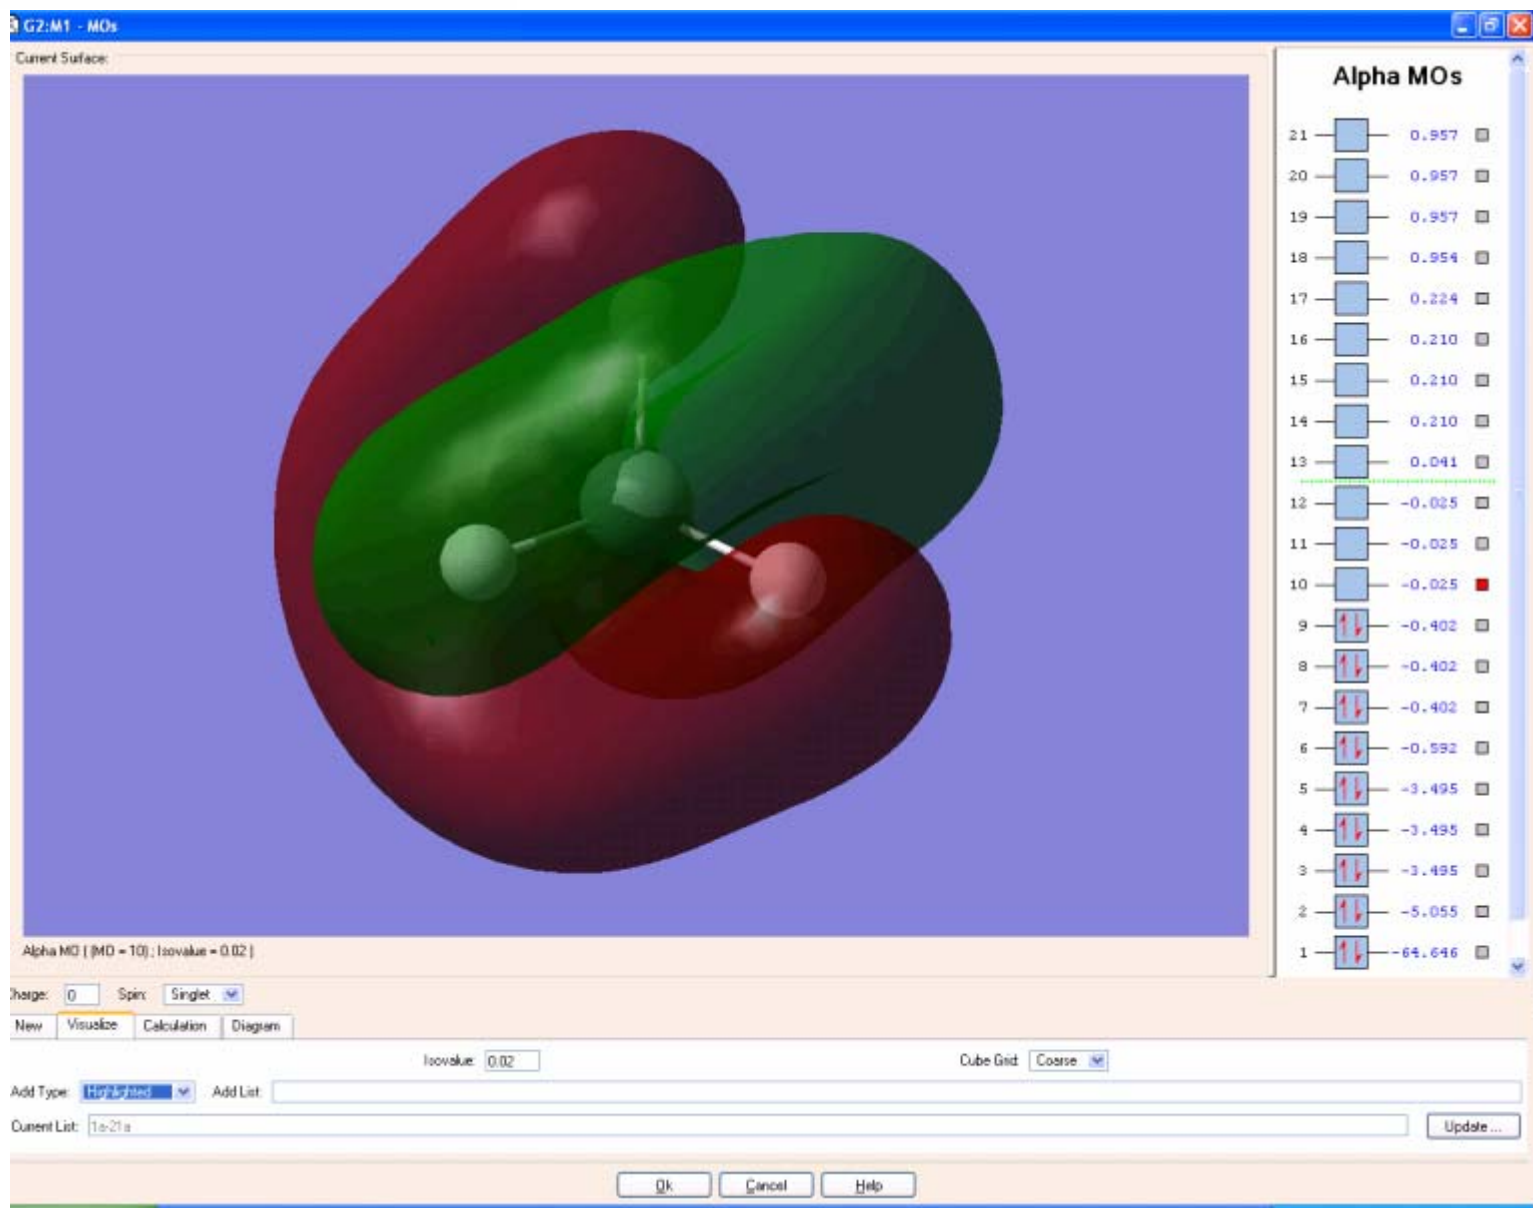 G2:M1 - MOs
Current Surface:
Alpha MOs
21 0.957
20 0.957
19 0.957
18 0.954
17 0.224
16 0.210
15 0.210
14 0.210
13 0.041
12 -0.025
11 -0.025
10 -0.025
9 -0.402
8 -0.402
7 -0.402
6 -0.592
5 -3.495
4 -3.495
3 -3.495
2 -5.055
1 -64.646
Alpha MO ( (MO = 10) ; Isovalue = 0.02 )
Charge: 0 Spin: Singlet
New Visualize Calculation Diagram
Isovalue: 0.02 Cube Grid: Coarse
Add Type: Highlighted Add List:
Current List: 1a-21a
Update ...
Ok Cancel Help